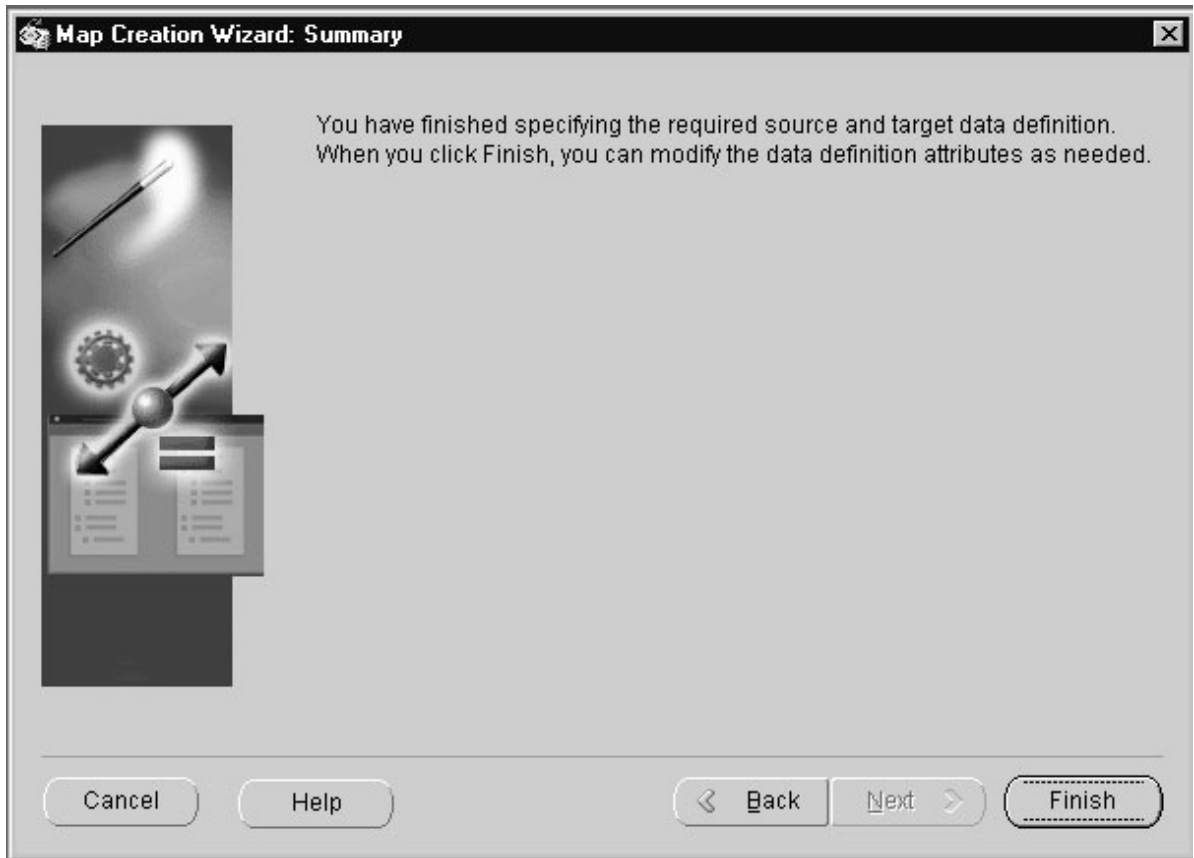 Map Creation Wizard: Summary
You have finished specifying the required source and target data definition.
When you click Finish, you can modify the data definition attributes as needed.
Cancel
Help
Back
Next
Finish